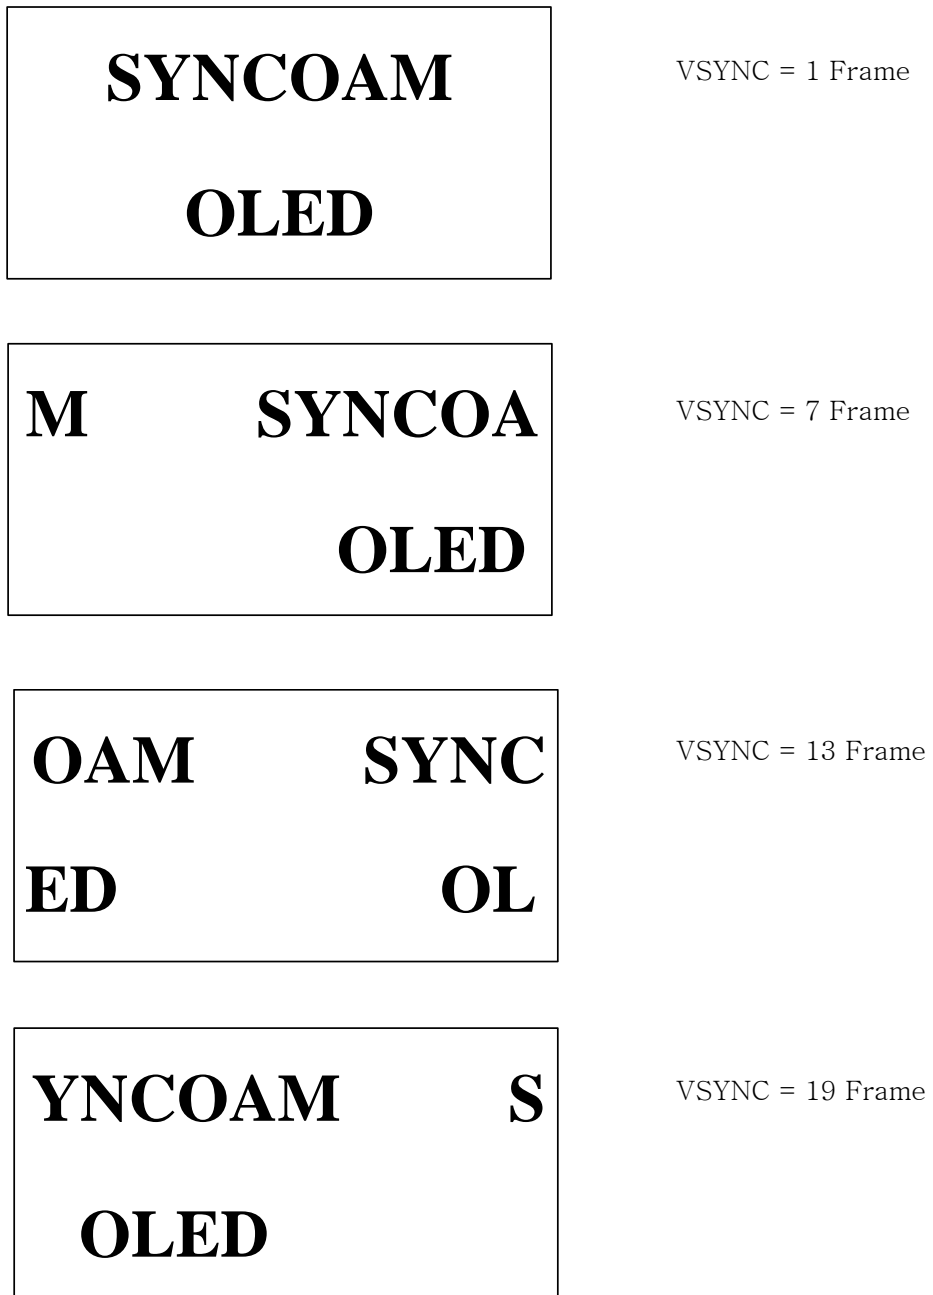 SYNCOAM VSYNC = 1 Frame
OLED
M SYNCOA VSYNC = 7 Frame
OLED
OAM SYNC VSYNC = 13 Frame
ED OL
YNCOAM S VSYNC = 19 Frame
OLED